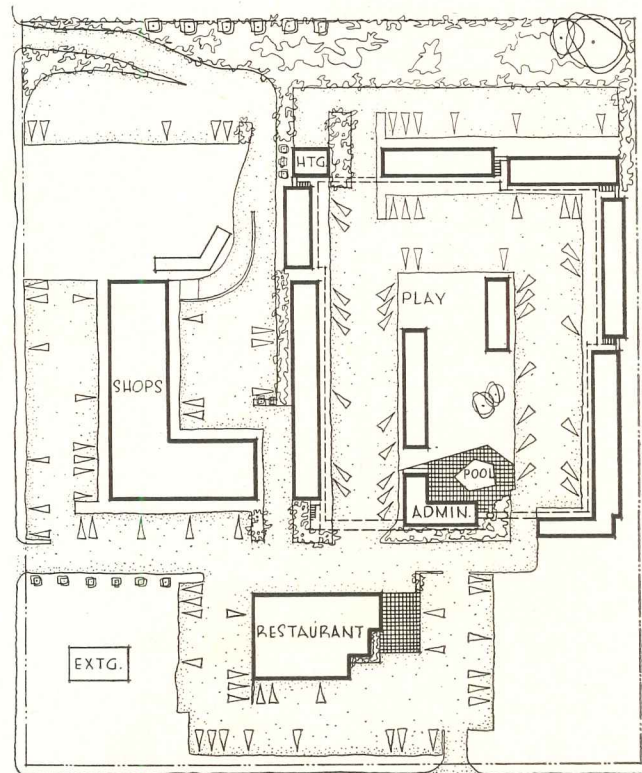 HTG.
PLAY
SHOPS
POOL
ADMIN.
RESTAURANT
EXTG.